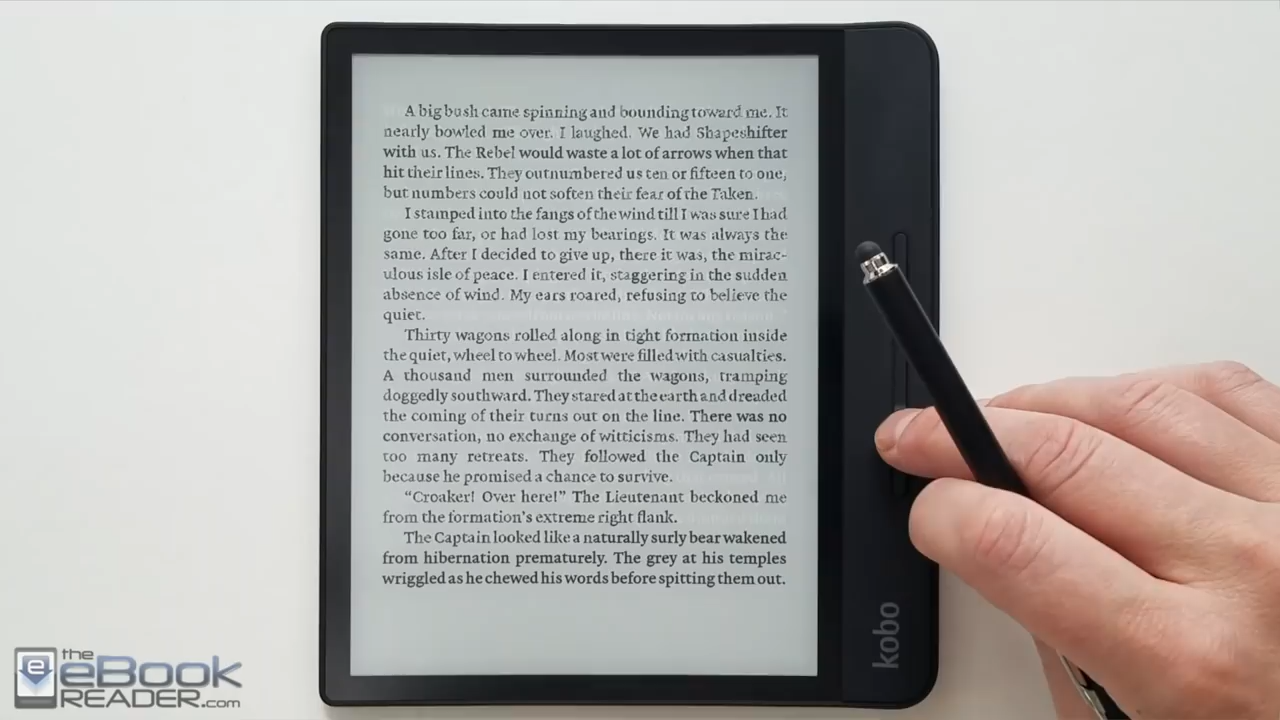 A big bush came spinning and bounding toward me. It
nearly bowled me over. I laughed. We had Shapeshifter
with us. The Rebel would waste a lot of arrows when that
hit their lines. They outnumbered us ten or fifteen to one,
but numbers could not soften their fear of the Taken.
I stamped into the fangs of the wind till I was sure I had
gone too far, or had lost my bearings. It was always the
same. After I decided to give up, there it was, the mirac-
ulous isle of peace. I entered it, staggering in the sudden
absence of wind. My ears roared, refusing to believe the
quiet.
Thirty wagons rolled along in tight formation inside
the quiet, wheel to wheel. Most were filled with casualties.
A thousand men surrounded the wagons, tramping
doggedly southward. They stared at the earth and dreaded
the coming of their turns out on the line. There was no
conversation, no exchange of witticisms. They had seen
too many retreats. They followed the Captain only
because he promised a chance to survive.
“Croaker! Over here!” The Lieutenant beckoned me
from the formation’s extreme right flank.
The Captain looked like a naturally surly bear wakened
from hibernation prematurely. The grey at his temples
wriggled as he chewed his words before spitting them out.
kobo
the
eBook
READER.com